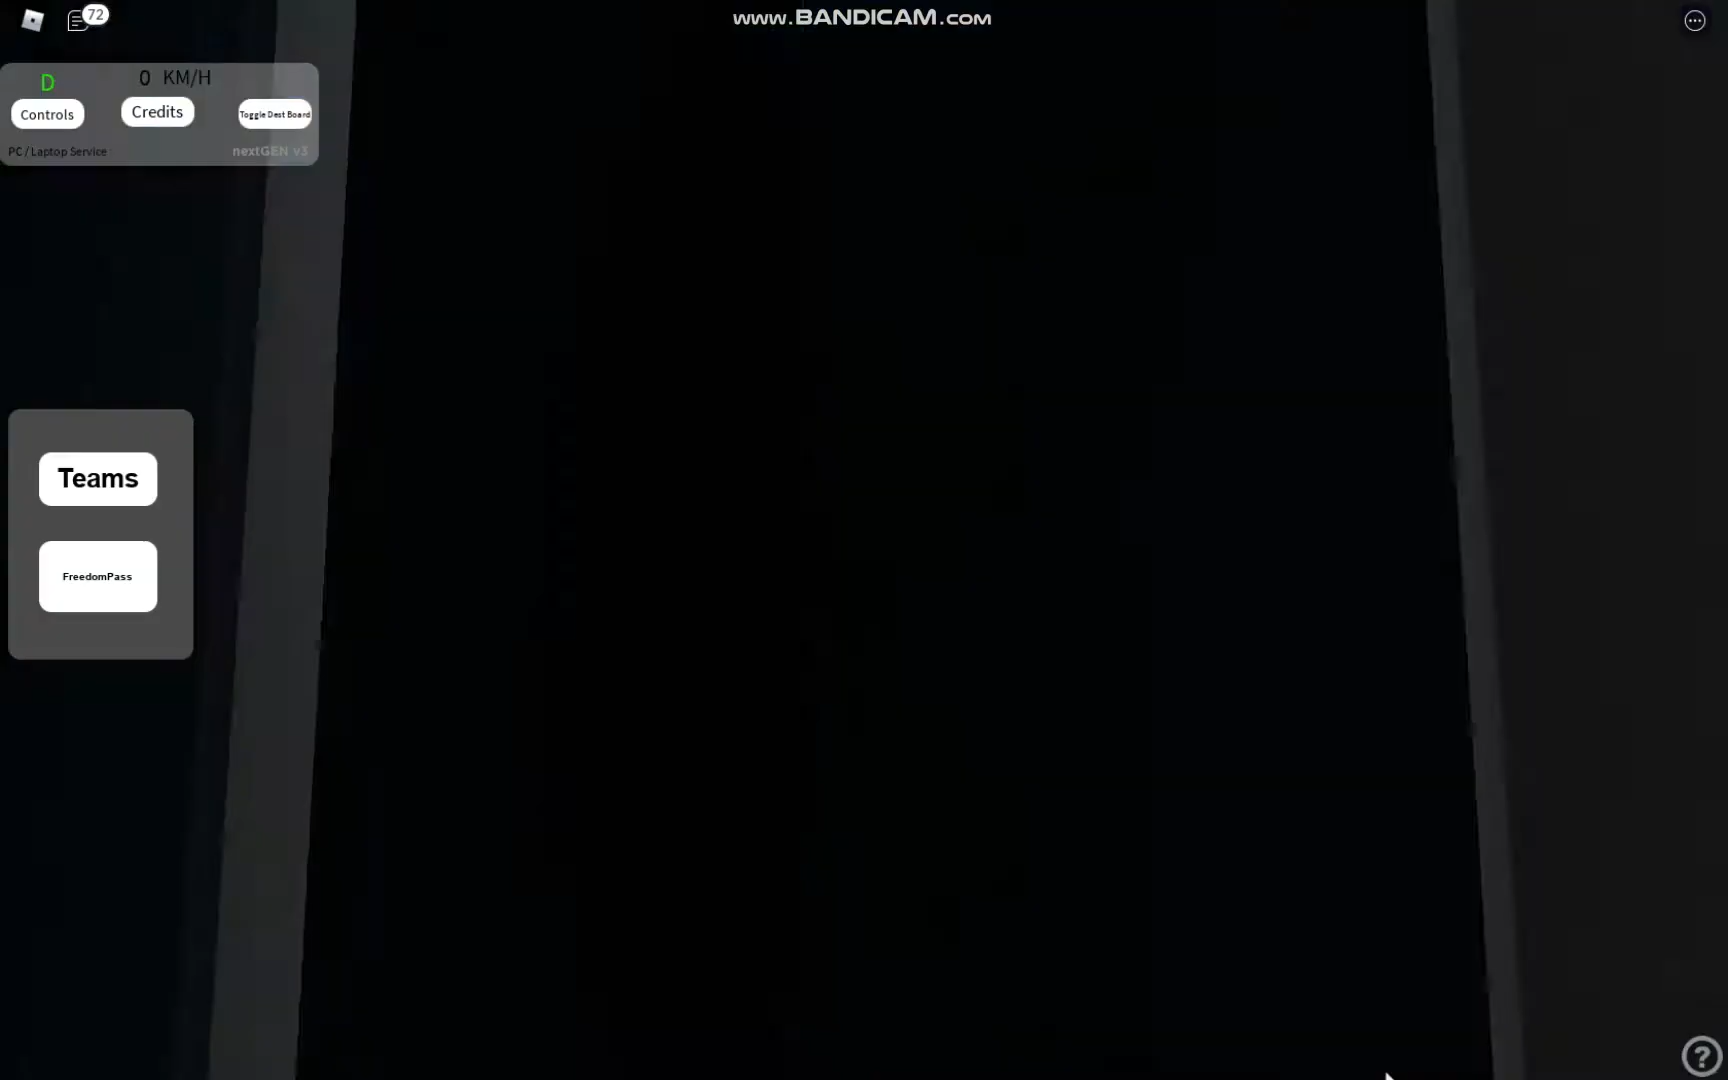 72
www.BANDICAM.com
D
0 KM/H
Controls
Credits
Toggle Dest Board
PC / Laptop Service
nextGEN v3
Teams
FreedomPass
?